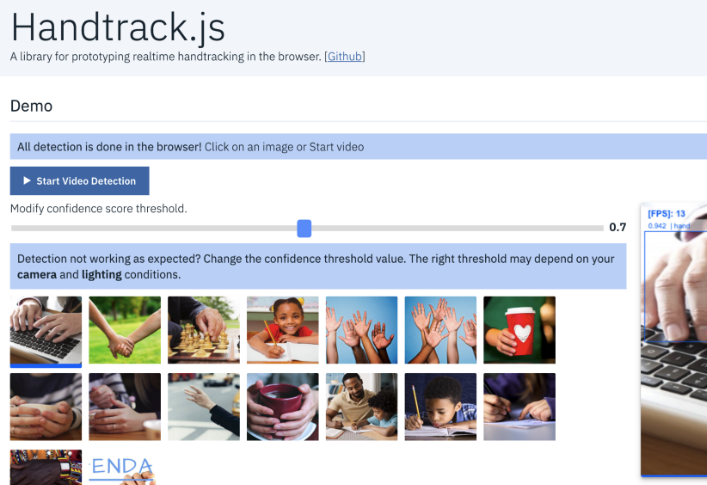 Handtrack.js
A library for prototyping realtime handtracking in the browser. [Github]
Demo
All detection is done in the browser! Click on an image or Start video
Start Video Detection
Modify confidence score threshold.
0.7
Detection not working as expected? Change the confidence threshold value. The right threshold may depend on your
camera and lighting conditions.
[FPS]: 13
0.942 | hand
ENDA